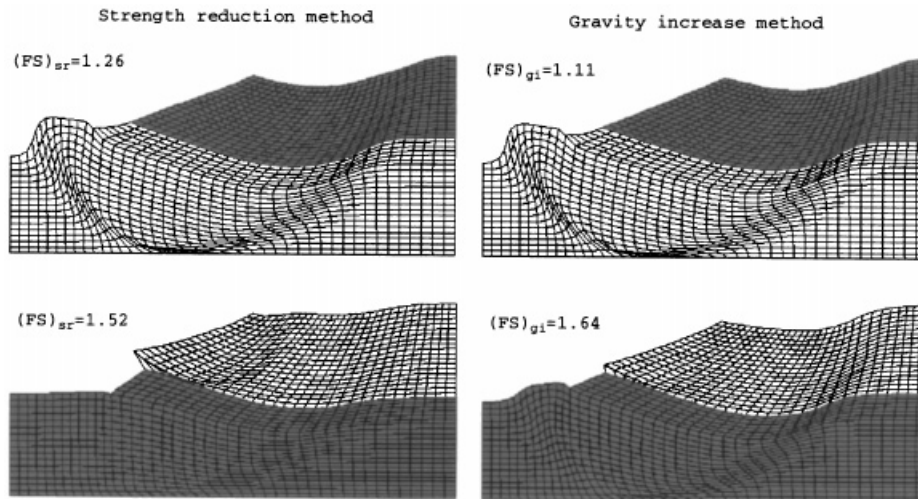 Strength reduction method
Gravity increase method
(FS)sr=1.26
(FS)gi=1.11
(FS)sr=1.52
(FS)gi=1.64